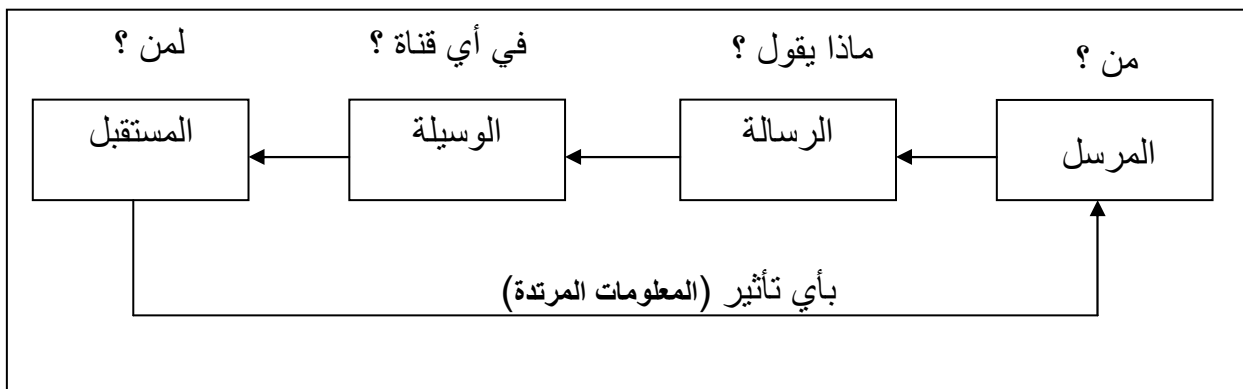 من ؟
ماذا يقول ؟
في أي قناة ؟
لمن ؟
المرسل
الرسالة
الوسيلة
المستقبل
بأي تأثير (المعلومات المرتدة)